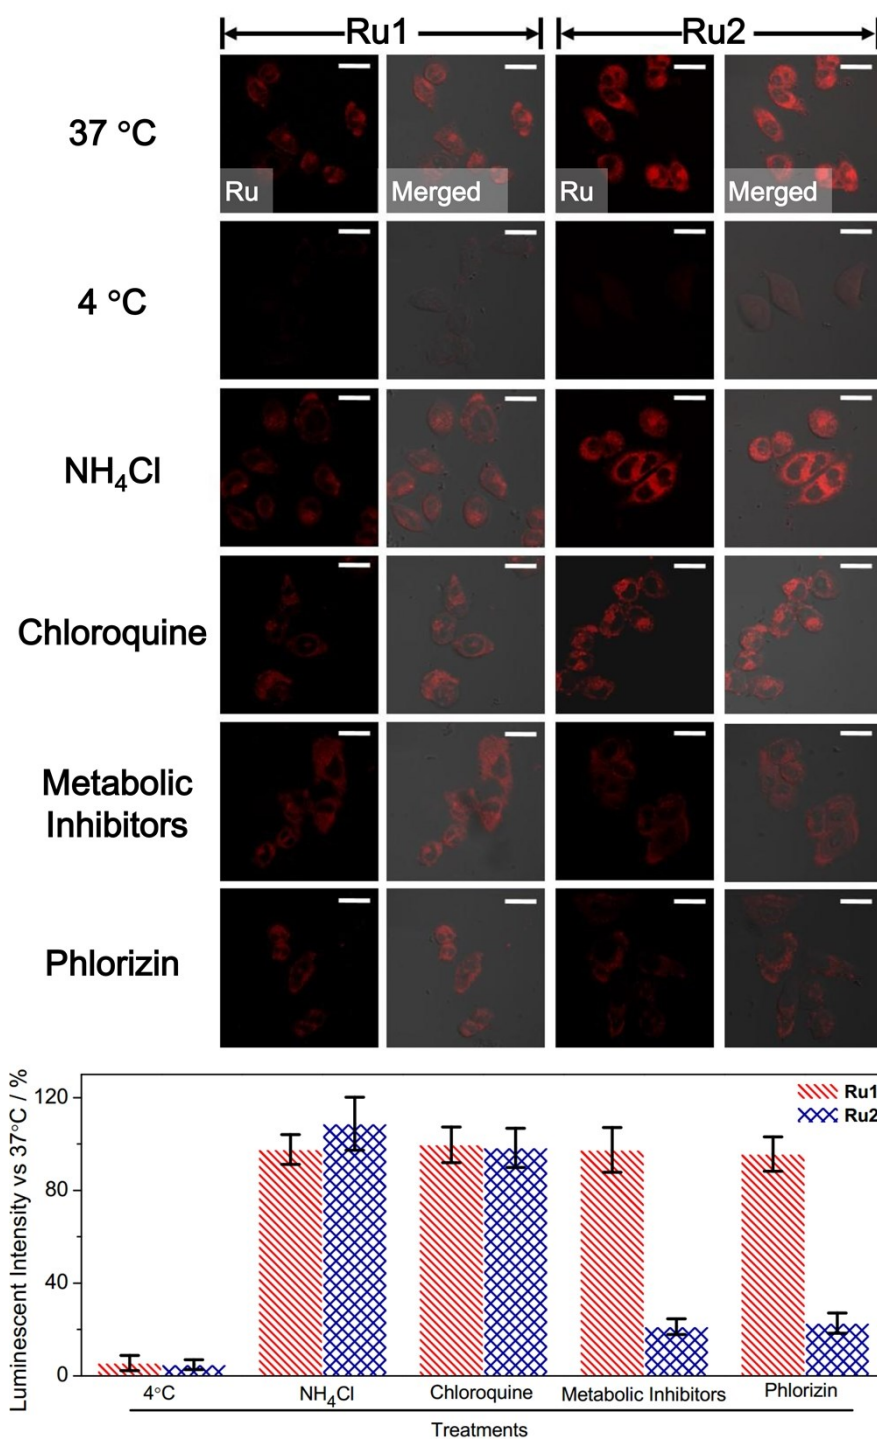 Ru1 Ru2
37 °C
Ru Merged Ru Merged
4 °C
NH₄Cl
Chloroquine
Metabolic
Inhibitors
Phlorizin
Luminescent Intensity vs 37°C / %
120
80
40
0
Ru1
Ru2
4°C NH₄Cl Chloroquine Metabolic Inhibitors Phlorizin
Treatments